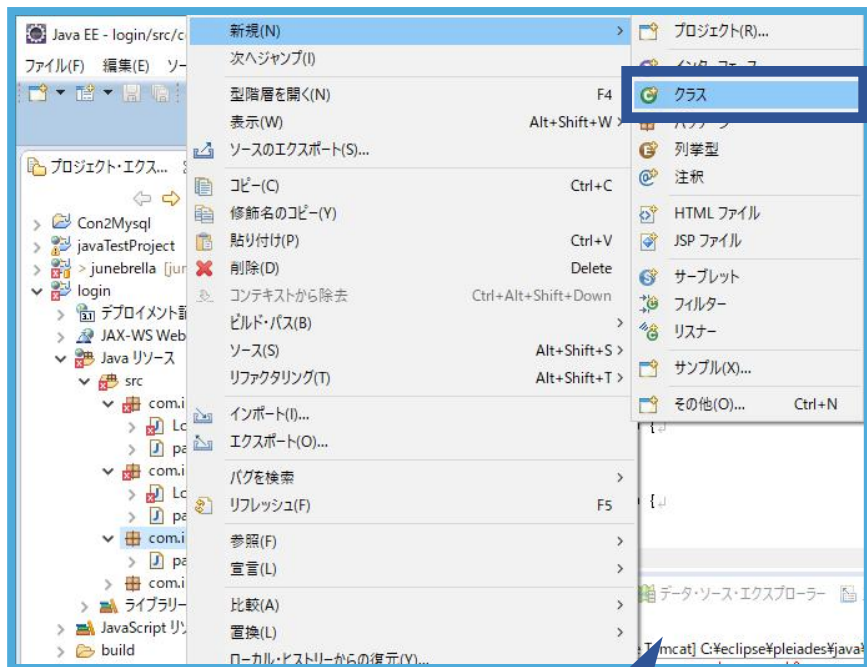 Java EE - login/src/c
ファイル(F) 編集(E) ソー
プロジェクト・エクス...
Con2Mysql
javaTestProject
> junebrella [jur
login
デプロイメント記
JAX-WS Web
Java リソース
src
com.i
Lo
pa
com.i
Lo
pa
com.i
pa
com.i
ライブラリー
JavaScript リソ
build
新規(N)
次へジャンプ(I)
型階層を開く(N) F4
表示(W) Alt+Shift+W >
ソースのエクスポート(S)...
コピー(C) Ctrl+C
修飾名のコピー(Y)
貼り付け(P) Ctrl+V
削除(D) Delete
コンテキストから除去 Ctrl+Alt+Shift+Down
ビルド・パス(B) >
ソース(S) Alt+Shift+S >
リファクタリング(T) Alt+Shift+T >
インポート(I)...
エクスポート(O)...
バグを検索 >
リフレッシュ(F) F5
参照(F) >
宣言(L) >
比較(A) >
置換(L) >
ローカル・ヒストリーからの復元(Y)...
プロジェクト(R)...
クラス
列挙型
注釈
HTML ファイル
JSP ファイル
サーブレット
フィルター
リスナー
サンプル(X)...
その他(O)... Ctrl+N
{
{
データ・ソース・エクスプローラー
mcat] C:¥eclipse¥pleiades¥java¥